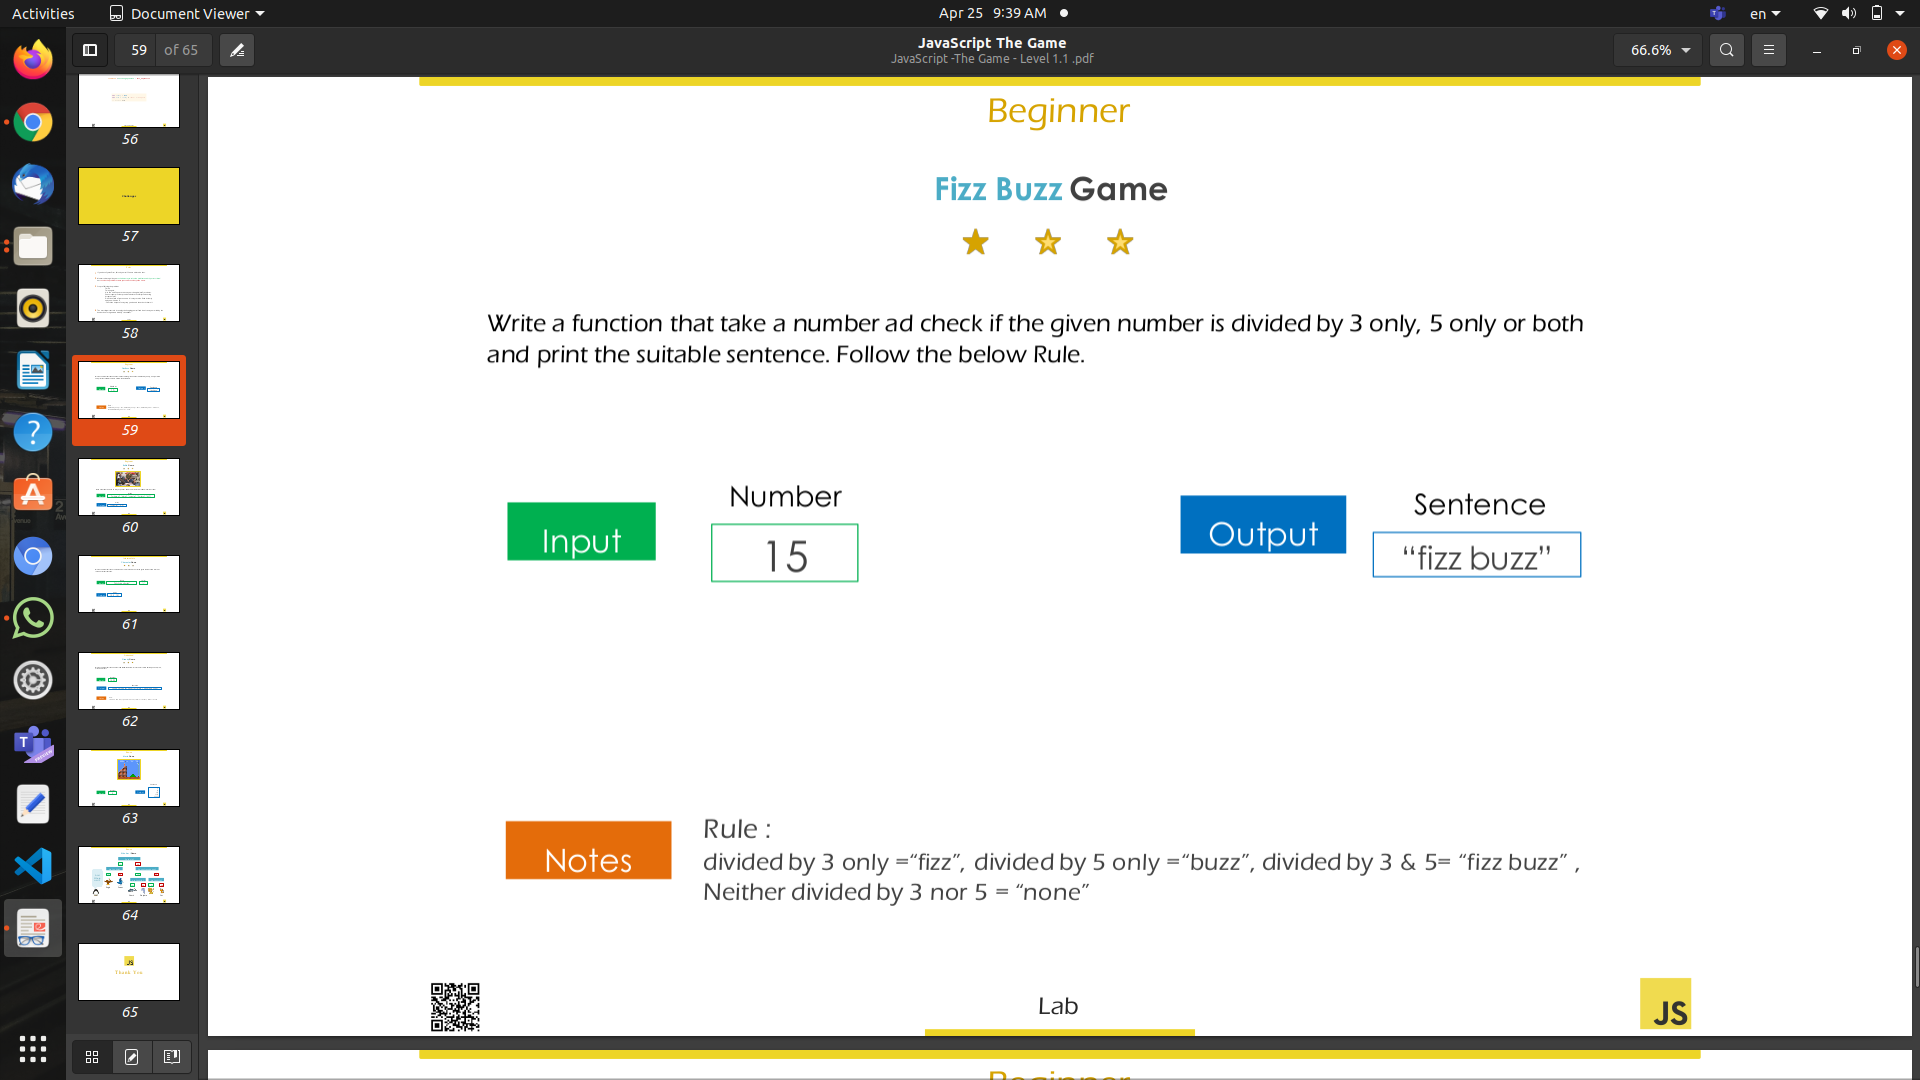 Activities
Document Viewer
Apr 25 9:39 AM
en
59 of 65
JavaScript The Game
JavaScript -The Game - Level 1.1 .pdf
66.6%
56
57
58
59
60
61
62
63
64
65
Beginner
Fizz Buzz Game
Write a function that take a number ad check if the given number is divided by 3 only, 5 only or both
and print the suitable sentence. Follow the below Rule.
Input
Number
15
Output
Sentence
“fizz buzz”
Notes
Rule :
divided by 3 only =“fizz”, divided by 5 only =“buzz”, divided by 3 & 5= “fizz buzz” ,
Neither divided by 3 nor 5 = “none”
Lab
JS
Beginner